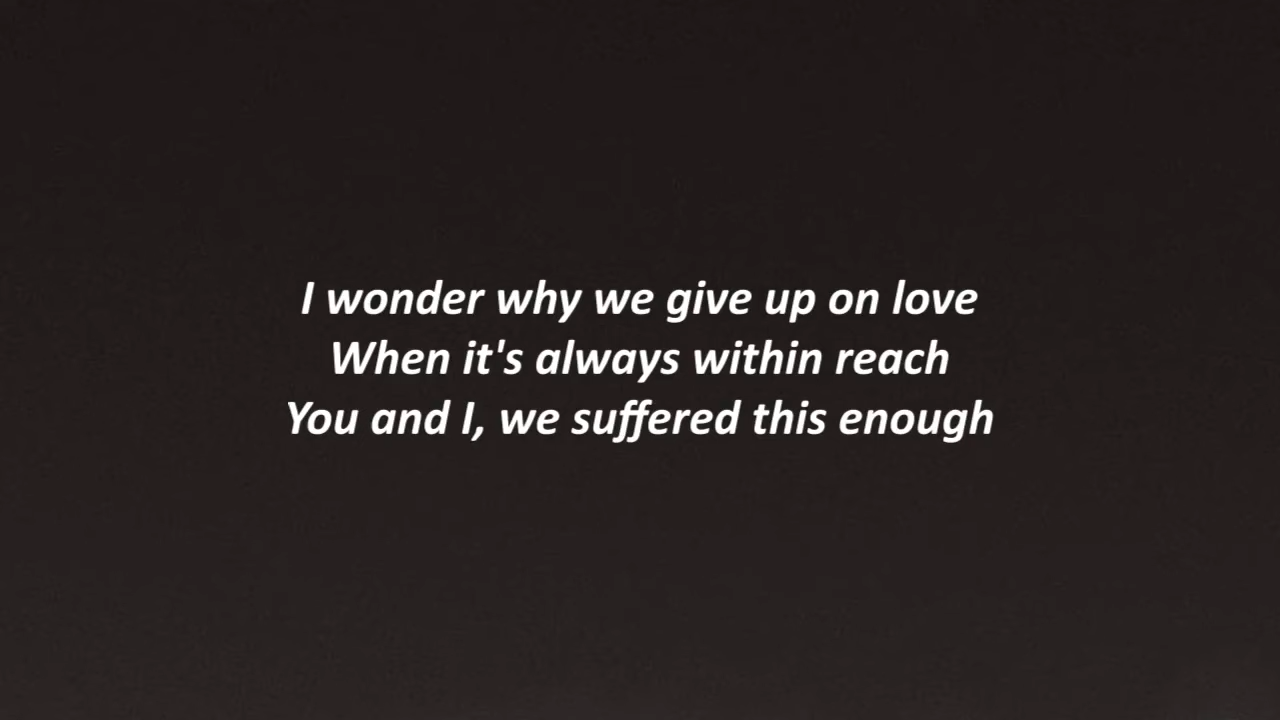 I wonder why we give up on love
When it's always within reach
You and I, we suffered this enough